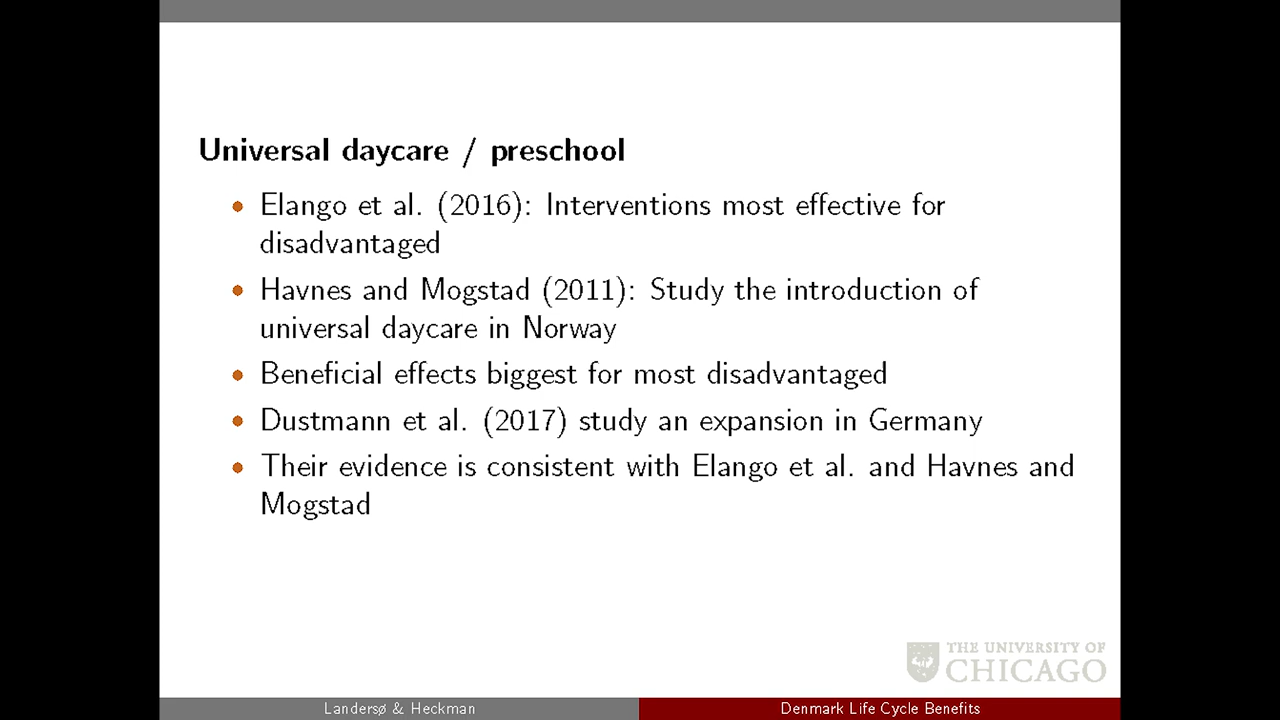 Universal daycare / preschool
• Elango et al. (2016): Interventions most effective for
disadvantaged
• Havnes and Mogstad (2011): Study the introduction of
universal daycare in Norway
• Beneficial effects biggest for most disadvantaged
• Dustmann et al. (2017) study an expansion in Germany
• Their evidence is consistent with Elango et al. and Havnes and
Mogstad
THE UNIVERSITY OF
CHICAGO
Landersø & Heckman
Denmark Life Cycle Benefits